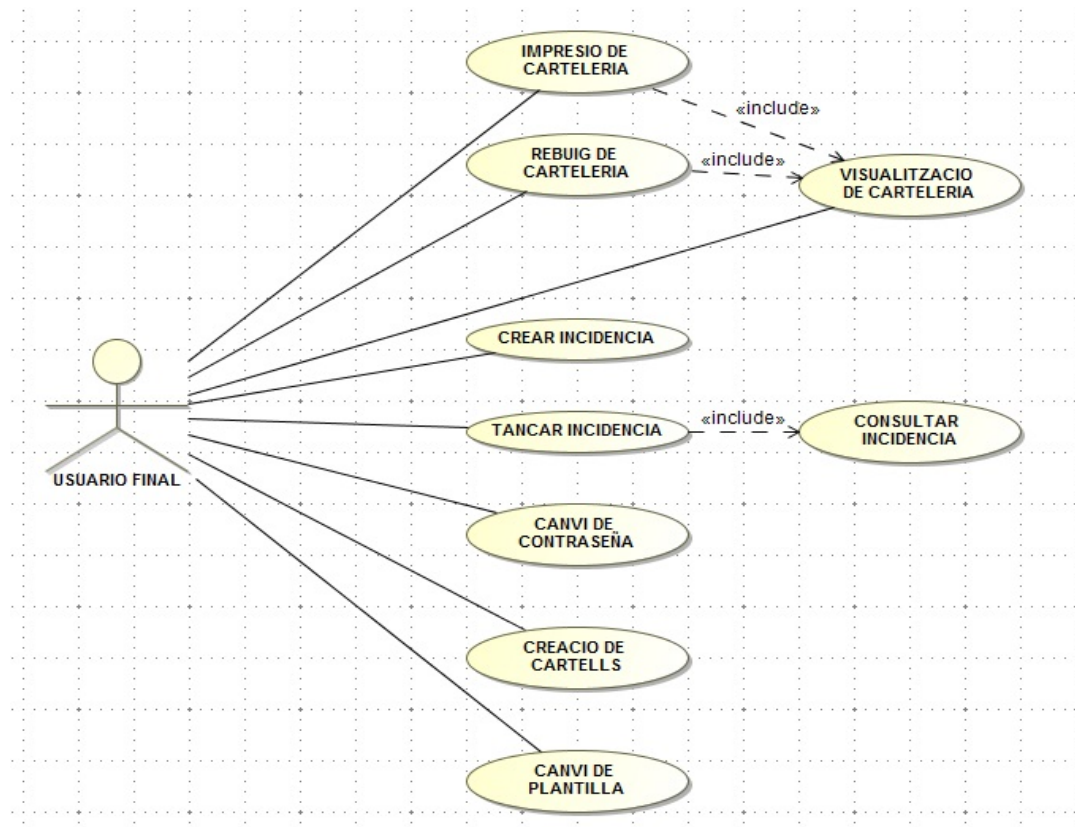 IMPRESIO DE
CARTELERIA
«include»
REBUIG DE
CARTELERIA
«include»
VISUALITZACIO
DE CARTELERIA
CREAR INCIDENCIA
TANCAR INCIDENCIA
«include»
CONSULTAR
INCIDENCIA
USUARIO FINAL
CANVI DE
CONTRASEÑA
CREACIO DE
CARTELLS
CANVI DE
PLANTILLA